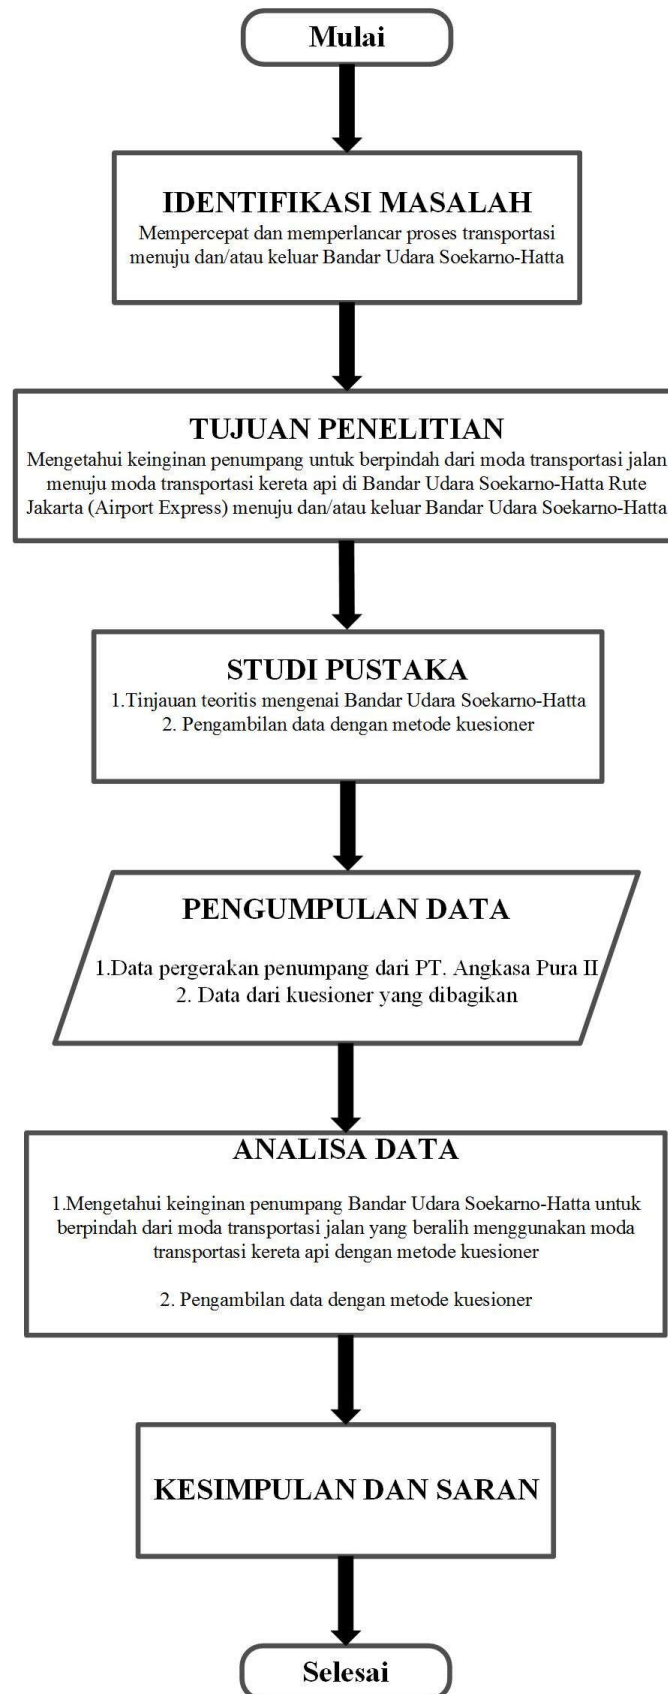 Mulai
IDENTIFIKASI MASALAH
Mempercepat dan memperlancar proses transportasi
menuju dan/atau keluar Bandar Udara Soekarno-Hatta
TUJUAN PENELITIAN
Mengetahui keinginan penumpang untuk berpindah dari moda transportasi jalan
menuju moda transportasi kereta api di Bandar Udara Soekarno-Hatta Rute
Jakarta (Airport Express) menuju dan/atau keluar Bandar Udara Soekarno-Hatta
STUDI PUSTAKA
1.Tinjauan teoritis mengenai Bandar Udara Soekarno-Hatta
2. Pengambilan data dengan metode kuesioner
PENGUMPULAN DATA
1.Data pergerakan penumpang dari PT. Angkasa Pura II
2. Data dari kuesioner yang dibagikan
ANALISA DATA
1.Mengetahui keinginan penumpang Bandar Udara Soekarno-Hatta untuk
berpindah dari moda transportasi jalan yang beralih menggunakan moda
transportasi kereta api dengan metode kuesioner
2. Pengambilan data dengan metode kuesioner
KESIMPULAN DAN SARAN
Selesai